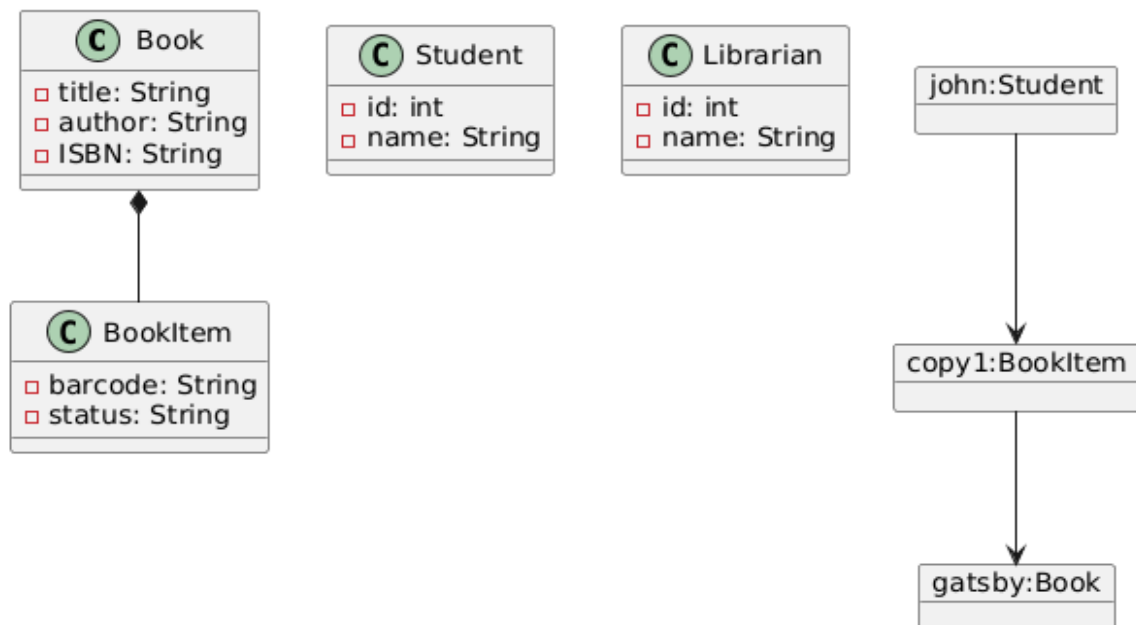 C Book
title: String
author: String
ISBN: String
C Student
id: int
name: String
C Librarian
id: int
name: String
john:Student
C BookItem
barcode: String
status: String
copy1:BookItem
gatsby:Book